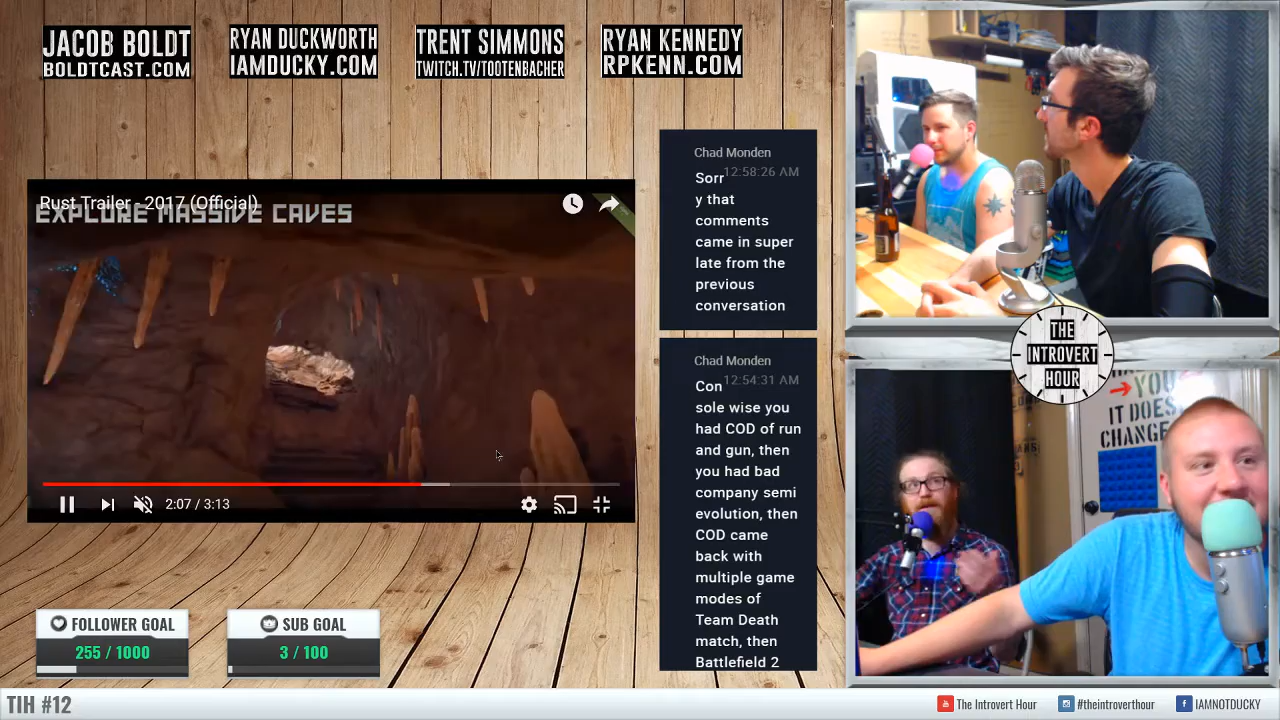 JACOB BOLDT
BOLDTCAST.COM
RYAN DUCKWORTH
IAMDUCKY.COM
TRENT SIMMONS
TWITCH.TV/TOOTENBACHER
RYAN KENNEDY
RPKENN.COM
Rust Trailer - 2017 (Official)
EXPLORE MASSIVE CAVES
2:07 / 3:13
Chad Monden
12:58:26 AM
Sorr
y that
comments
came in super
late from the
previous
conversation
Chad Monden
12:54:31 AM
Con
sole wise you
had COD of run
and gun, then
you had bad
company semi
evolution, then
COD came
back with
multiple game
modes of
Team Death
match, then
Battlefield 2
THE
INTROVERT
HOUR
YOU
IT DOES
CHANGE
FOLLOWER GOAL
255 / 1000
SUB GOAL
3 / 100
TIH #12
The Introvert Hour
#theintroverthour
IAMNOTDUCKY